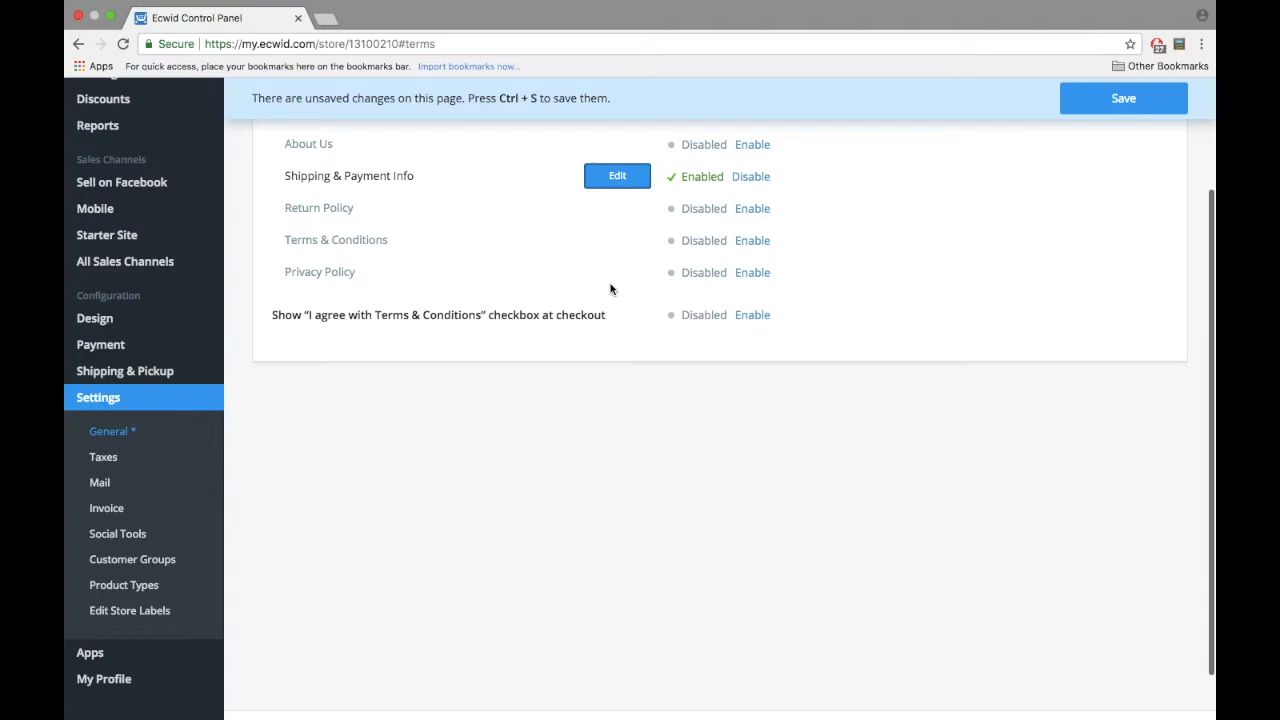 Ecwid Control Panel
Secure https://my.ecwid.com/store/13100210#terms
27
Apps For quick access, place your bookmarks here on the bookmarks bar. Import bookmarks now... Other Bookmarks
There are unsaved changes on this page. Press Ctrl + S to save them. Save
Discounts
Reports
Sales Channels
Sell on Facebook
Mobile
Starter Site
All Sales Channels
Configuration
Design
Payment
Shipping & Pickup
Settings
General *
Taxes
Mail
Invoice
Social Tools
Customer Groups
Product Types
Edit Store Labels
Apps
My Profile
About Us Disabled Enable
Shipping & Payment Info Edit Enabled Disable
Return Policy Disabled Enable
Terms & Conditions Disabled Enable
Privacy Policy Disabled Enable
Show “I agree with Terms & Conditions” checkbox at checkout Disabled Enable